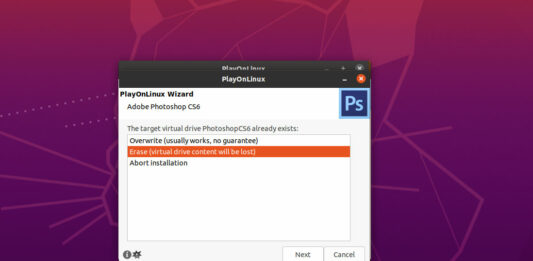 PlayOnLinux
PlayOnLinux
PlayOnLinux Wizard
Adobe Photoshop CS6
Ps
The target virtual drive PhotoshopCS6 already exists:
Overwrite (usually works, no guarantee)
Erase (virtual drive content will be lost)
Abort installation
Next
Cancel